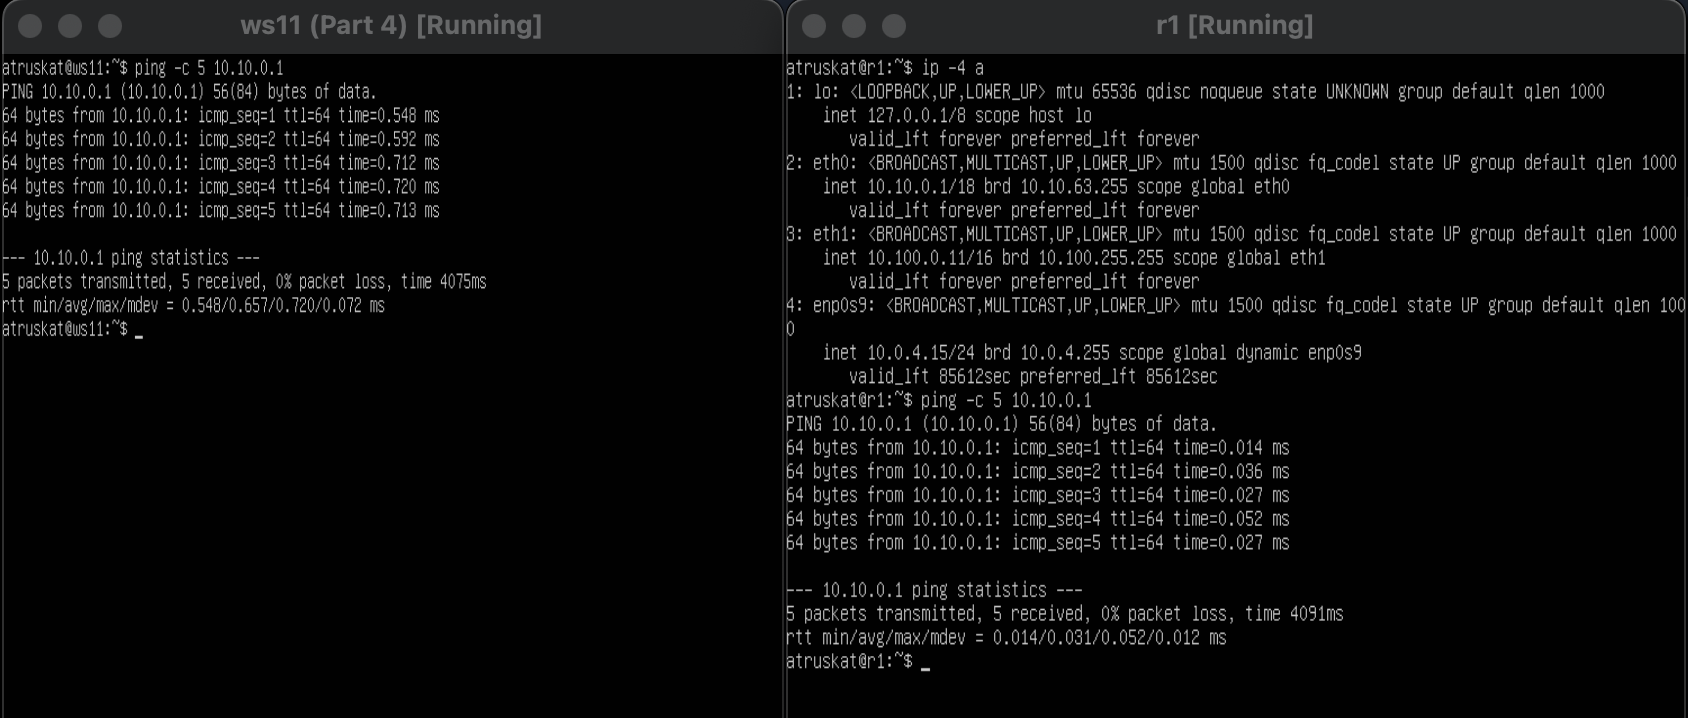 ws11 (Part 4) [Running]
atruskat@ws11:~$ ping -c 5 10.10.0.1
PING 10.10.0.1 (10.10.0.1) 56(84) bytes of data.
64 bytes from 10.10.0.1: icmp_seq=1 ttl=64 time=0.548 ms
64 bytes from 10.10.0.1: icmp_seq=2 ttl=64 time=0.592 ms
64 bytes from 10.10.0.1: icmp_seq=3 ttl=64 time=0.712 ms
64 bytes from 10.10.0.1: icmp_seq=4 ttl=64 time=0.720 ms
64 bytes from 10.10.0.1: icmp_seq=5 ttl=64 time=0.713 ms
--- 10.10.0.1 ping statistics ---
5 packets transmitted, 5 received, 0% packet loss, time 4075ms
rtt min/avg/max/mdev = 0.548/0.657/0.720/0.072 ms
atruskat@ws11:~$ _
r1 [Running]
atruskat@r1:~$ ip -4 a
1: lo: <LOOPBACK,UP,LOWER_UP> mtu 65536 qdisc noqueue state UNKNOWN group default qlen 1000
    inet 127.0.0.1/8 scope host lo
       valid_lft forever preferred_lft forever
2: eth0: <BROADCAST,MULTICAST,UP,LOWER_UP> mtu 1500 qdisc fq_codel state UP group default qlen 1000
    inet 10.10.0.1/18 brd 10.10.63.255 scope global eth0
       valid_lft forever preferred_lft forever
3: eth1: <BROADCAST,MULTICAST,UP,LOWER_UP> mtu 1500 qdisc fq_codel state UP group default qlen 1000
    inet 10.100.0.11/16 brd 10.100.255.255 scope global eth1
       valid_lft forever preferred_lft forever
4: enp0s9: <BROADCAST,MULTICAST,UP,LOWER_UP> mtu 1500 qdisc fq_codel state UP group default qlen 100
0
    inet 10.0.4.15/24 brd 10.0.4.255 scope global dynamic enp0s9
       valid_lft 85612sec preferred_lft 85612sec
atruskat@r1:~$ ping -c 5 10.10.0.1
PING 10.10.0.1 (10.10.0.1) 56(84) bytes of data.
64 bytes from 10.10.0.1: icmp_seq=1 ttl=64 time=0.014 ms
64 bytes from 10.10.0.1: icmp_seq=2 ttl=64 time=0.036 ms
64 bytes from 10.10.0.1: icmp_seq=3 ttl=64 time=0.027 ms
64 bytes from 10.10.0.1: icmp_seq=4 ttl=64 time=0.052 ms
64 bytes from 10.10.0.1: icmp_seq=5 ttl=64 time=0.027 ms
--- 10.10.0.1 ping statistics ---
5 packets transmitted, 5 received, 0% packet loss, time 4091ms
rtt min/avg/max/mdev = 0.014/0.031/0.052/0.012 ms
atruskat@r1:~$ _